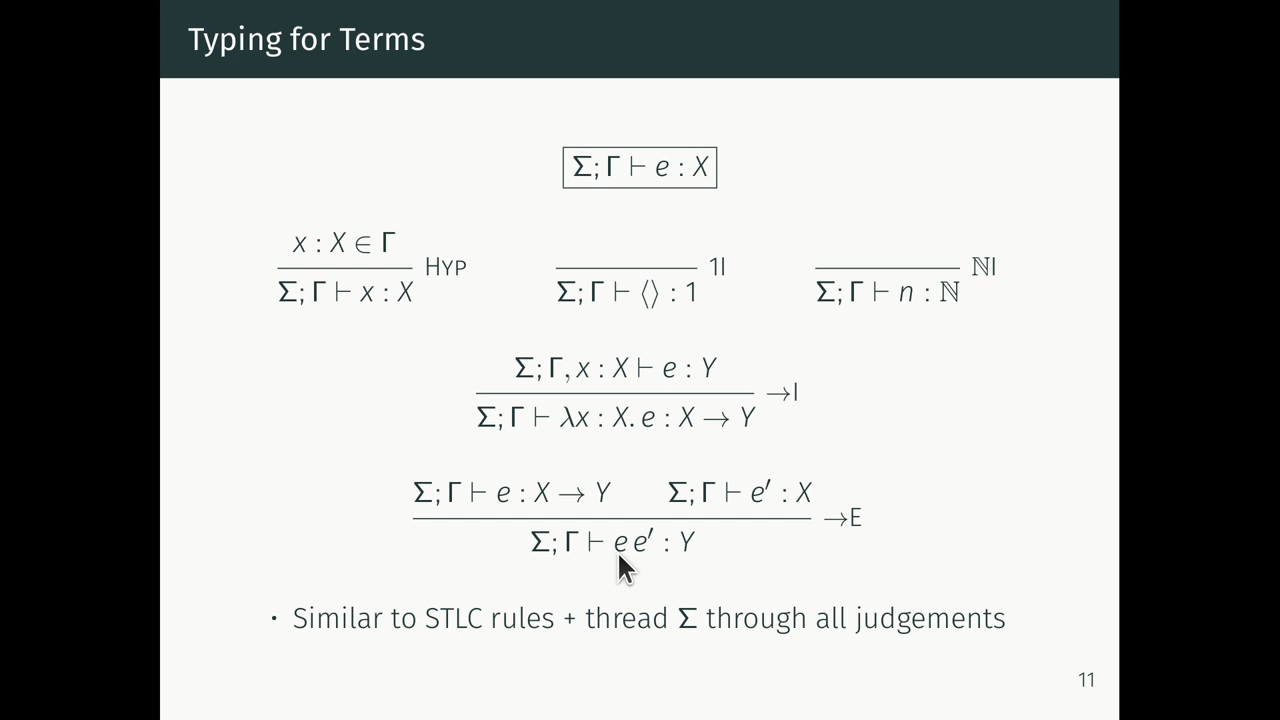 Typing for Terms
Σ; Γ ⊢ e : X
x : X ∈ Γ
Σ; Γ ⊢ x : X Hyp
Σ; Γ ⊢ ⟨⟩ : 1 1I
Σ; Γ ⊢ n : ℕ ℕI
Σ; Γ, x : X ⊢ e : Y
Σ; Γ ⊢ λx : X. e : X → Y →I
Σ; Γ ⊢ e : X → Y Σ; Γ ⊢ e′ : X
Σ; Γ ⊢ e e′ : Y →E
· Similar to STLC rules + thread Σ through all judgements
11